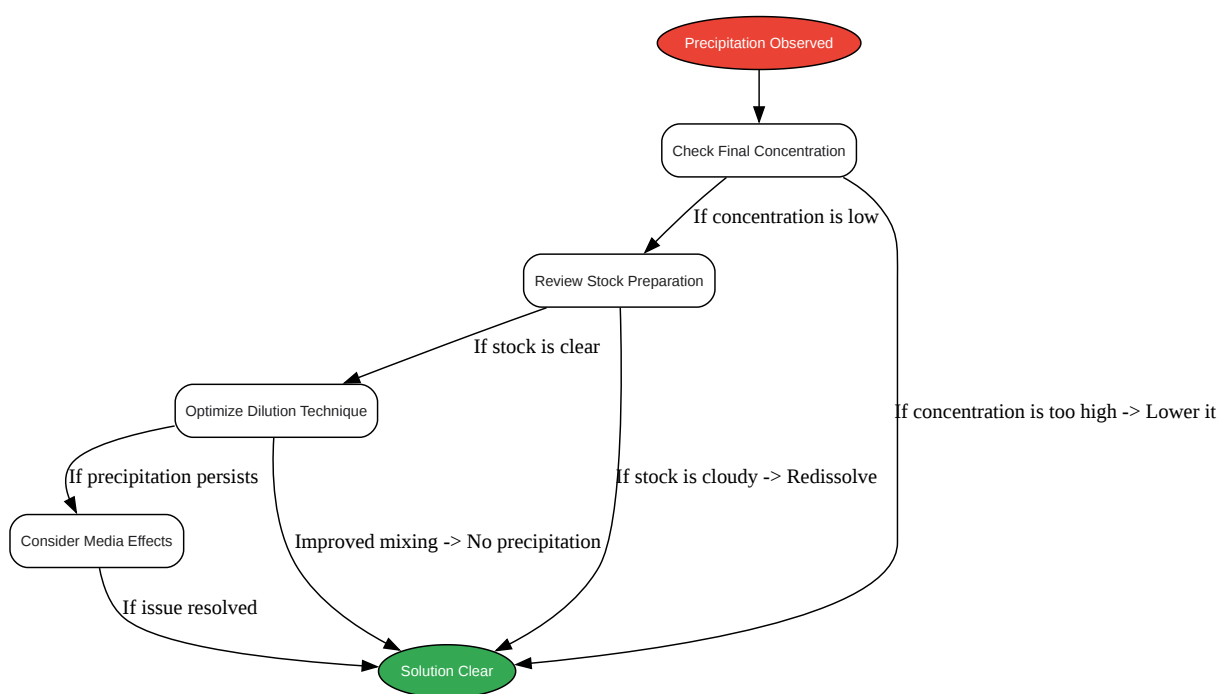 Precipitation Observed
Check Final Concentration
If concentration is low
Review Stock Preparation
If stock is clear
Optimize Dilution Technique
If concentration is too high -> Lower it
If precipitation persists
If stock is cloudy -> Redissolve
Consider Media Effects
Improved mixing -> No precipitation
If issue resolved
Solution Clear